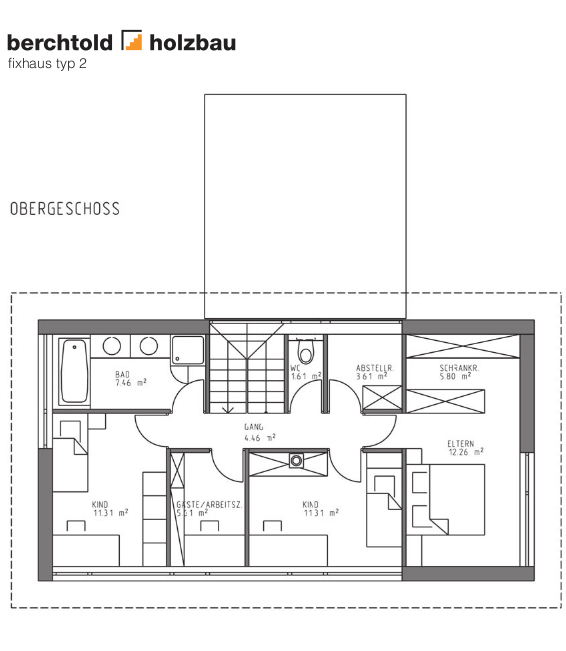 berchtold holzbau
fixhaus typ 2
OBERGESCHOSS
BAD
7.46 m²
WC
1.61 m²
ABSTELLR.
3.61 m²
SCHRANKR.
5.80 m²
GANG
4.46 m²
ELTERN
12.26 m²
KIND
11.31 m²
GÄSTE/ARBEITSZ.
m²
KIND
11.31 m²